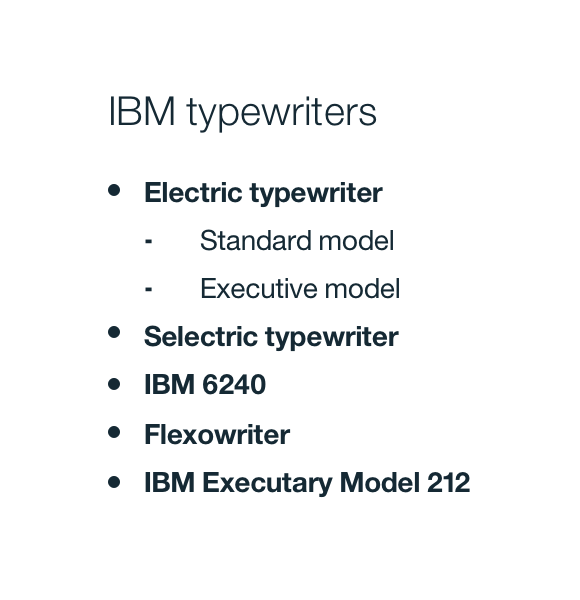 IBM typewriters
• Electric typewriter
- Standard model
- Executive model
• Selectric typewriter
• IBM 6240
• Flexowriter
• IBM Executary Model 212